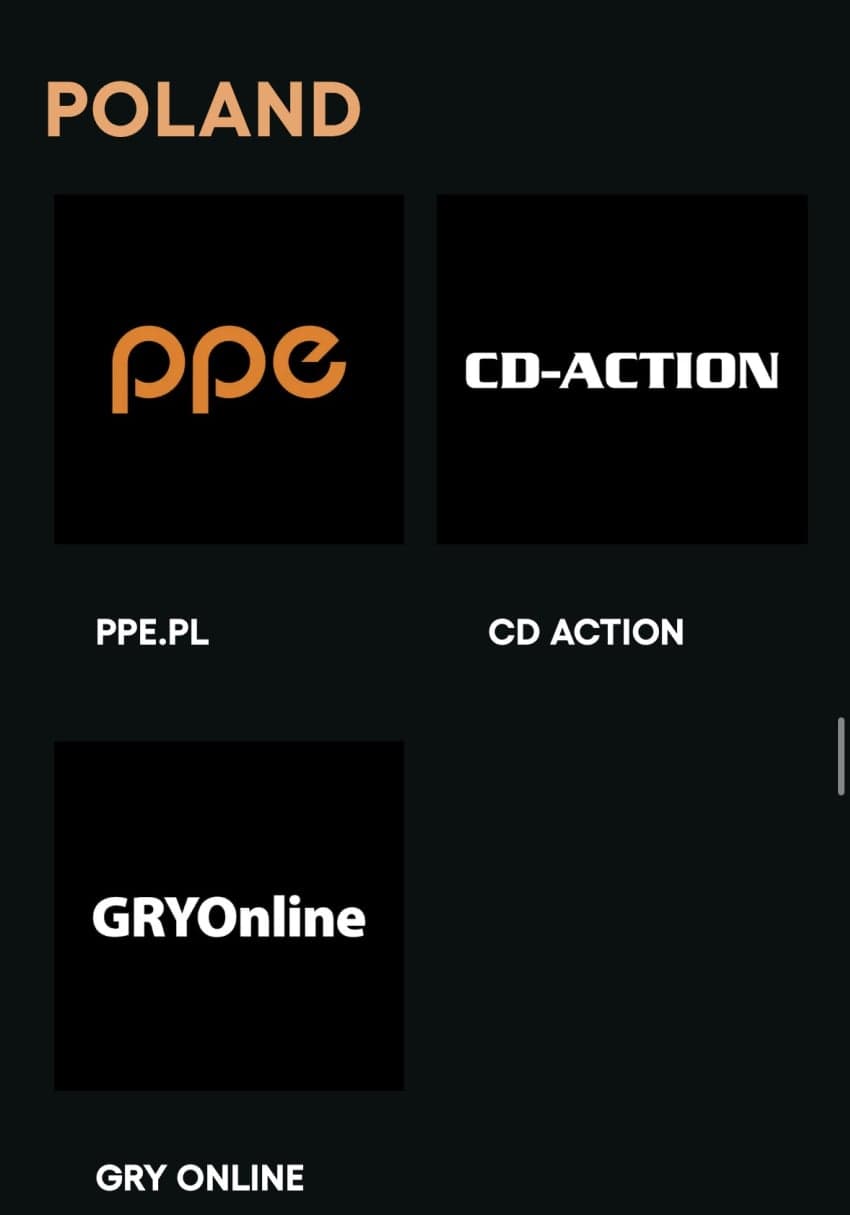 POLAND
ppe
CD-ACTION
PPE.PL
CD ACTION
GRYOnline
GRY ONLINE